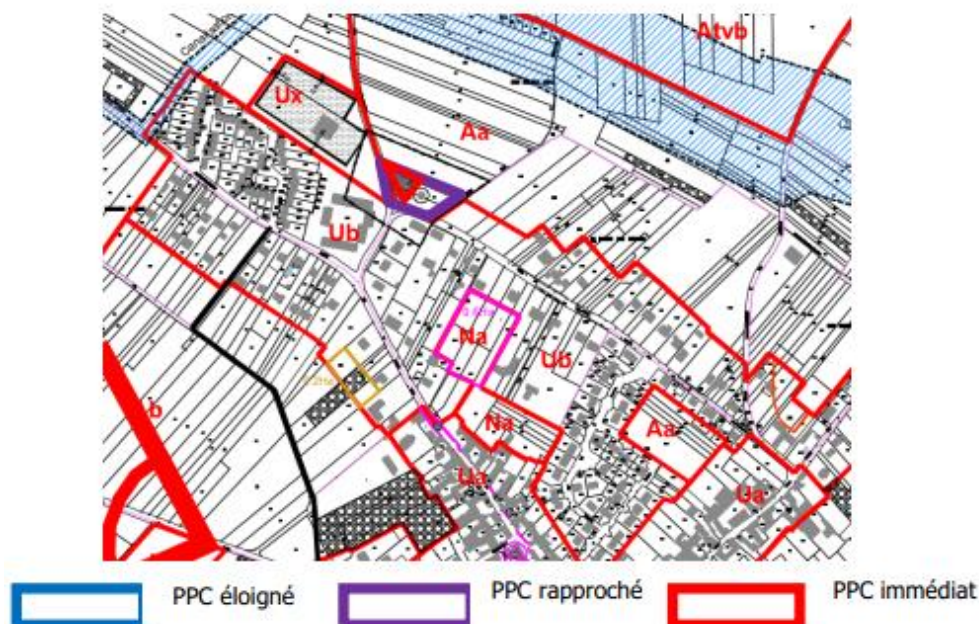 Atvb
Ux
Aa
Ub
Na
Ub
b
Na
Aa
Ua
Ua
PPC éloigné
PPC rapproché
PPC immédiat